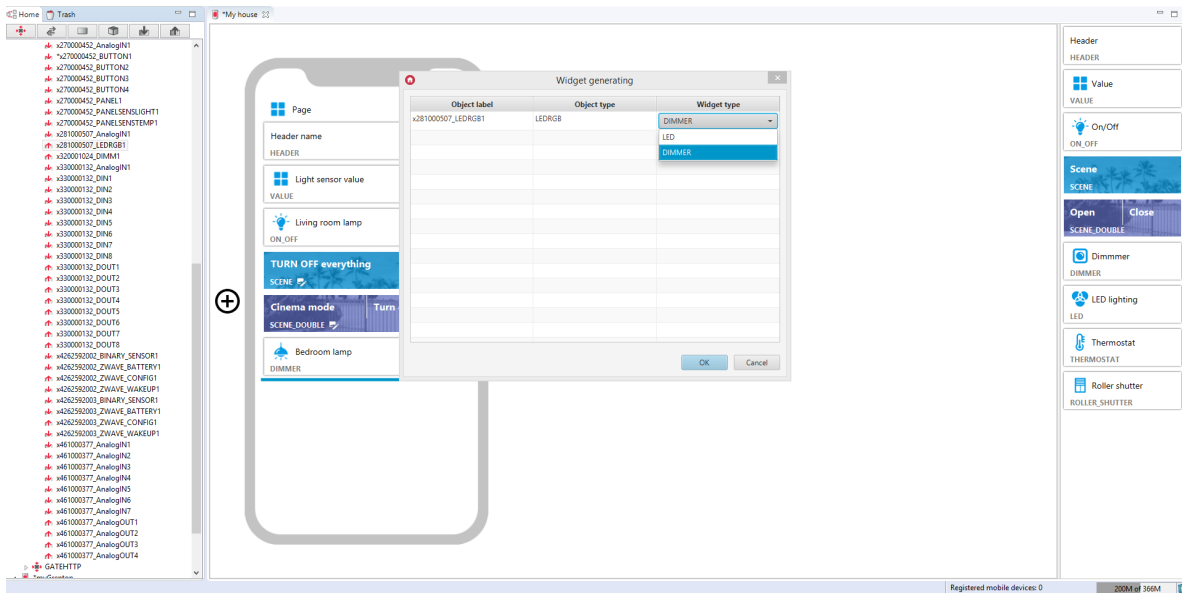 Home
Trash
*My house
x270000452_AnalogIN1
*x270000452_BUTTON1
x270000452_BUTTON2
x270000452_BUTTON3
x270000452_BUTTON4
x270000452_PANEL1
x270000452_PANELSENSLIGHT1
x270000452_PANELSENSTEMP1
x281000507_AnalogIN1
x281000507_LEDRGB1
x320001024_DIMM1
x330000132_AnalogIN1
x330000132_DIN1
x330000132_DIN2
x330000132_DIN3
x330000132_DIN4
x330000132_DIN5
x330000132_DIN6
x330000132_DIN7
x330000132_DIN8
x330000132_DOUT1
x330000132_DOUT2
x330000132_DOUT3
x330000132_DOUT4
x330000132_DOUT5
x330000132_DOUT6
x330000132_DOUT7
x330000132_DOUT8
x4262592002_BINARY_SENSOR1
x4262592002_ZWAVE_BATTERY1
x4262592002_ZWAVE_CONFIG1
x4262592002_ZWAVE_WAKEUP1
x4262592003_BINARY_SENSOR1
x4262592003_ZWAVE_BATTERY1
x4262592003_ZWAVE_CONFIG1
x4262592003_ZWAVE_WAKEUP1
x461000377_AnalogIN1
x461000377_AnalogIN2
x461000377_AnalogIN3
x461000377_AnalogIN4
x461000377_AnalogIN5
x461000377_AnalogIN6
x461000377_AnalogIN7
x461000377_AnalogOUT1
x461000377_AnalogOUT2
x461000377_AnalogOUT3
x461000377_AnalogOUT4
GATEHTTP
Page
Header name
HEADER
Light sensor value
VALUE
Living room lamp
ON_OFF
TURN OFF everything
SCENE
Cinema mode Turn
SCENE_DOUBLE
Bedroom lamp
DIMMER
Widget generating
Object label Object type Widget type
x281000507_LEDRGB1 LEDRGB DIMMER
LED
DIMMER
OK Cancel
Header
HEADER
Value
VALUE
On/Off
ON_OFF
Scene
SCENE
Open Close
SCENE_DOUBLE
Dimmmer
DIMMER
LED lighting
LED
Thermostat
THERMOSTAT
Roller shutter
ROLLER_SHUTTER
Registered mobile devices: 0
200M of 366M